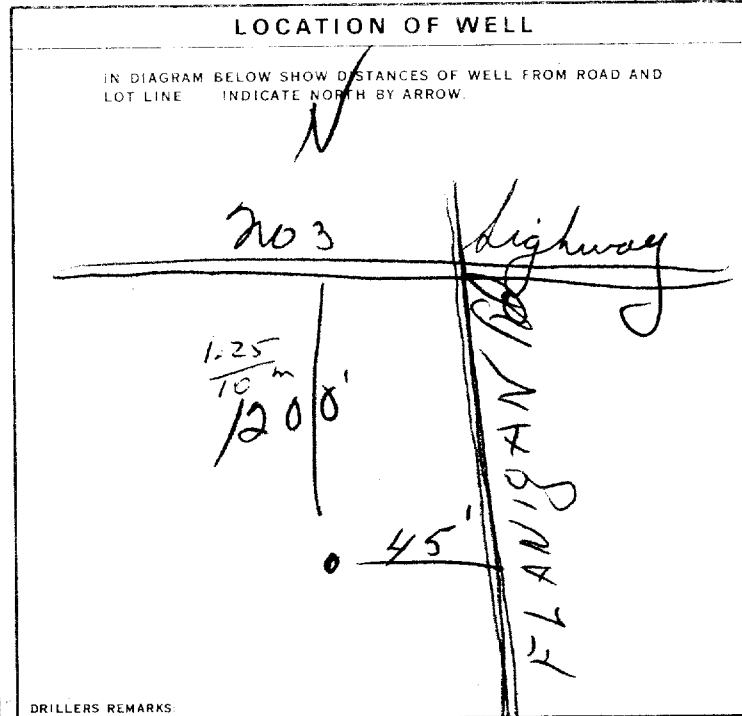 LOCATION OF WELL
IN DIAGRAM BELOW SHOW DISTANCES OF WELL FROM ROAD AND
LOT LINE INDICATE NORTH BY ARROW.
N
No 3 Highway
1.25
10 m
1200'
45'
FLANIgAN Rd
DRILLERS REMARKS: